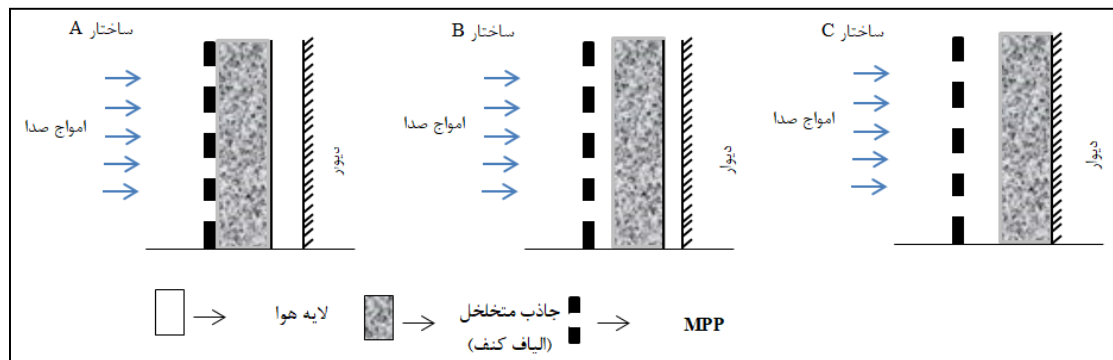 ساختار A
ساختار B
ساختار C
امواج صدا
دیوار
امواج صدا
دیوار
امواج صدا
دیوار
لایه هوا
جاذب متخلخل
(الیاف کنف)
MPP